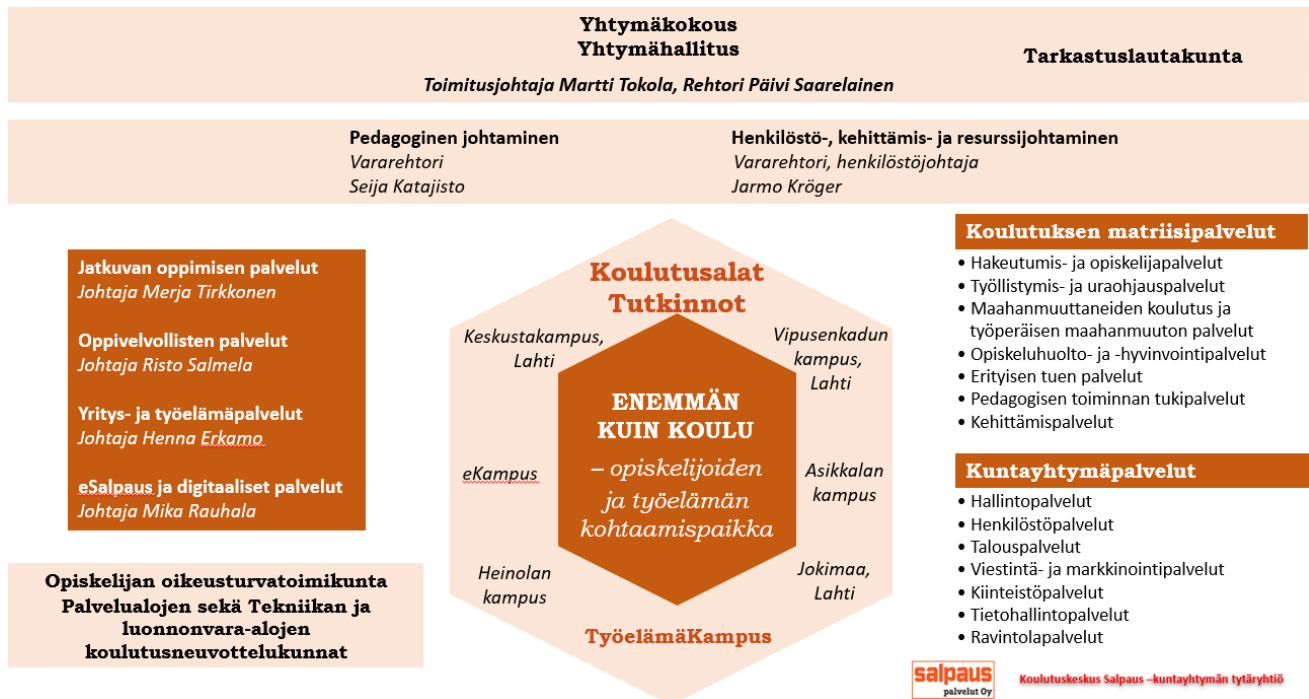 Yhtymäkokous
Yhtymähallitus
Tarkastuslautakunta
Toimitusjohtaja Martti Tokola, Rehtori Päivi Saarelainen
Pedagoginen johtaminen
Vararehtori
Seija Katajisto
Henkilöstö-, kehittämis- ja resurssijohtaminen
Vararehtori, henkilöstöjohtaja
Jarmo Kröger
Jatkuvan oppimisen palvelut
Johtaja Merja Tirkkonen
Oppivelvollisten palvelut
Johtaja Risto Salmela
Yritys- ja työelämäpalvelut
Johtaja Henna Erkamo
eSalpaus ja digitaaliset palvelut
Johtaja Mika Rauhala
Opiskelijan oikeusturvatoimikunta
Palvelualojen sekä Tekniikan ja
luonnonvara-alojen
koulutusneuvottelukunnat
Koulutusalat
Tutkinnot
Keskustakampus,
Lahti
Vipusenkadun
kampus,
Lahti
eKampus
Asikkalan
kampus
Heinolan
kampus
Jokimaa,
Lahti
ENEMMÄN
KUIN KOULU
– opiskelijoiden
ja työelämän
kohtaamispaikka
TyöelämäKampus
Koulutuksen matriisipalvelut
• Hakeutumis- ja opiskelijapalvelut
• Työllistymis- ja uraohjauspalvelut
• Maahanmuuttaneiden koulutus ja
työperäisen maahanmuuton palvelut
• Opiskeluhuolto- ja -hyvinvointipalvelut
• Erityisen tuen palvelut
• Pedagogisen toiminnan tukipalvelut
• Kehittämispalvelut
Kuntayhtymäpalvelut
• Hallintopalvelut
• Henkilöstöpalvelut
• Talouspalvelut
• Viestintä- ja markkinointipalvelut
• Kiinteistöpalvelut
• Tietohallintopalvelut
• Ravintolapalvelut
salpaus
palvelut Oy
Koulutuskeskus Salpaus –kuntayhtymän tytäryhtiö